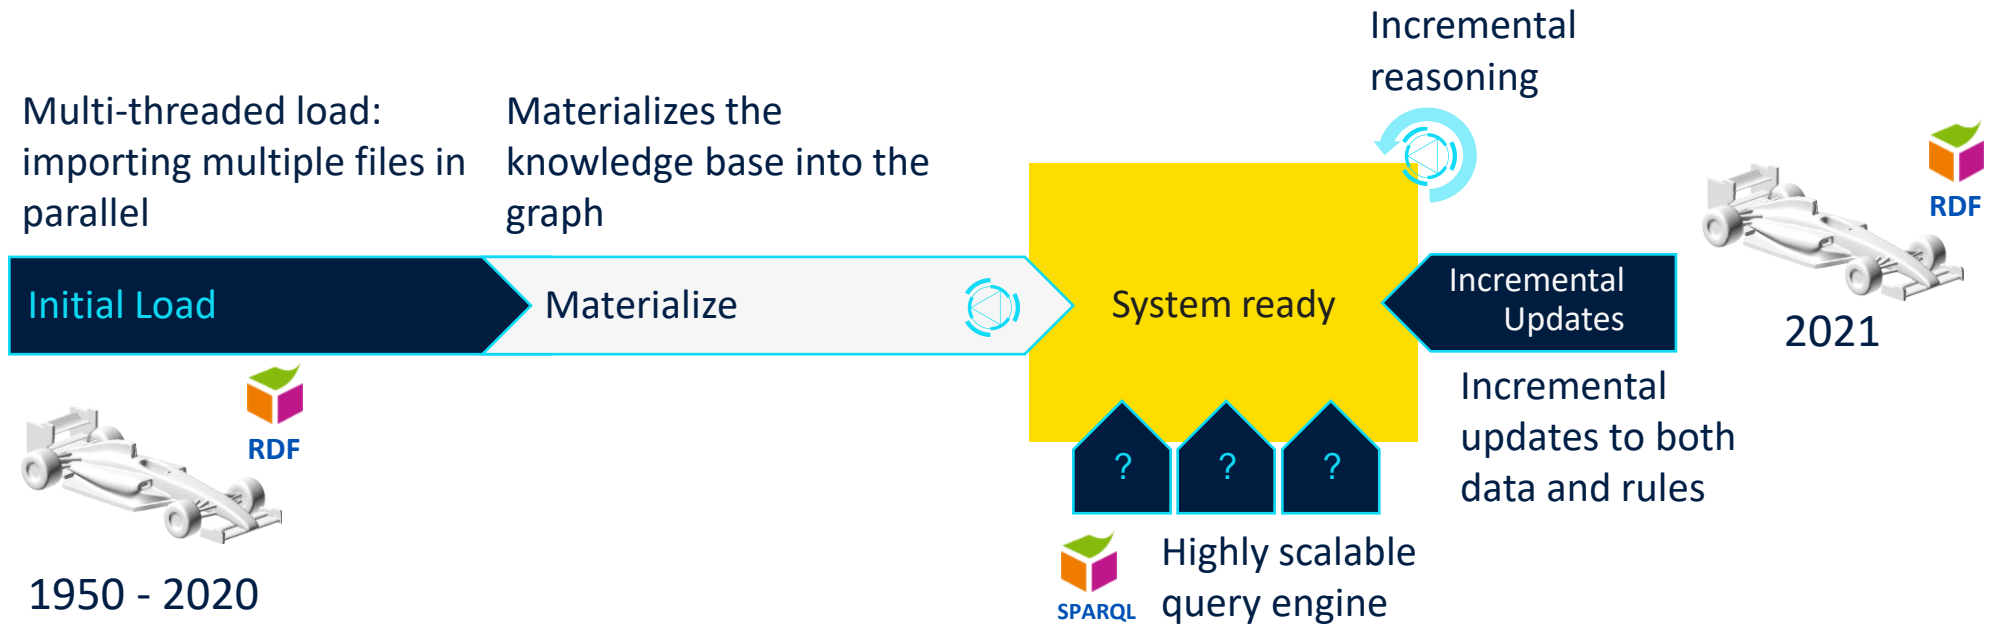 Multi-threaded load:
importing multiple files in
parallel
Materializes the
knowledge base into the
graph
Incremental
reasoning
RDF
Initial Load
Materialize
System ready
Incremental
Updates
2021
RDF
1950 - 2020
?
?
?
SPARQL
Highly scalable
query engine
Incremental
updates to both
data and rules